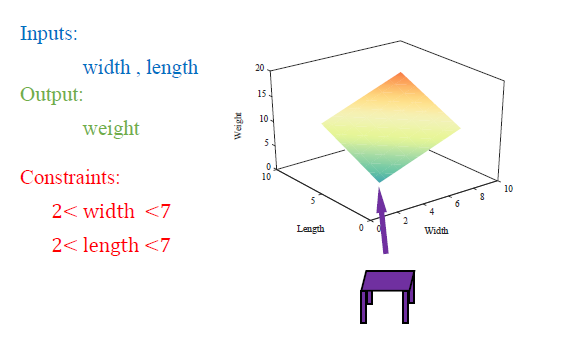 Inputs:
width , length
Output:
weight
Constraints:
2< width <7
2< length <7
20
15
10
5
0
Weight
10
5
0
Length
0
2
4
6
8
10
Width